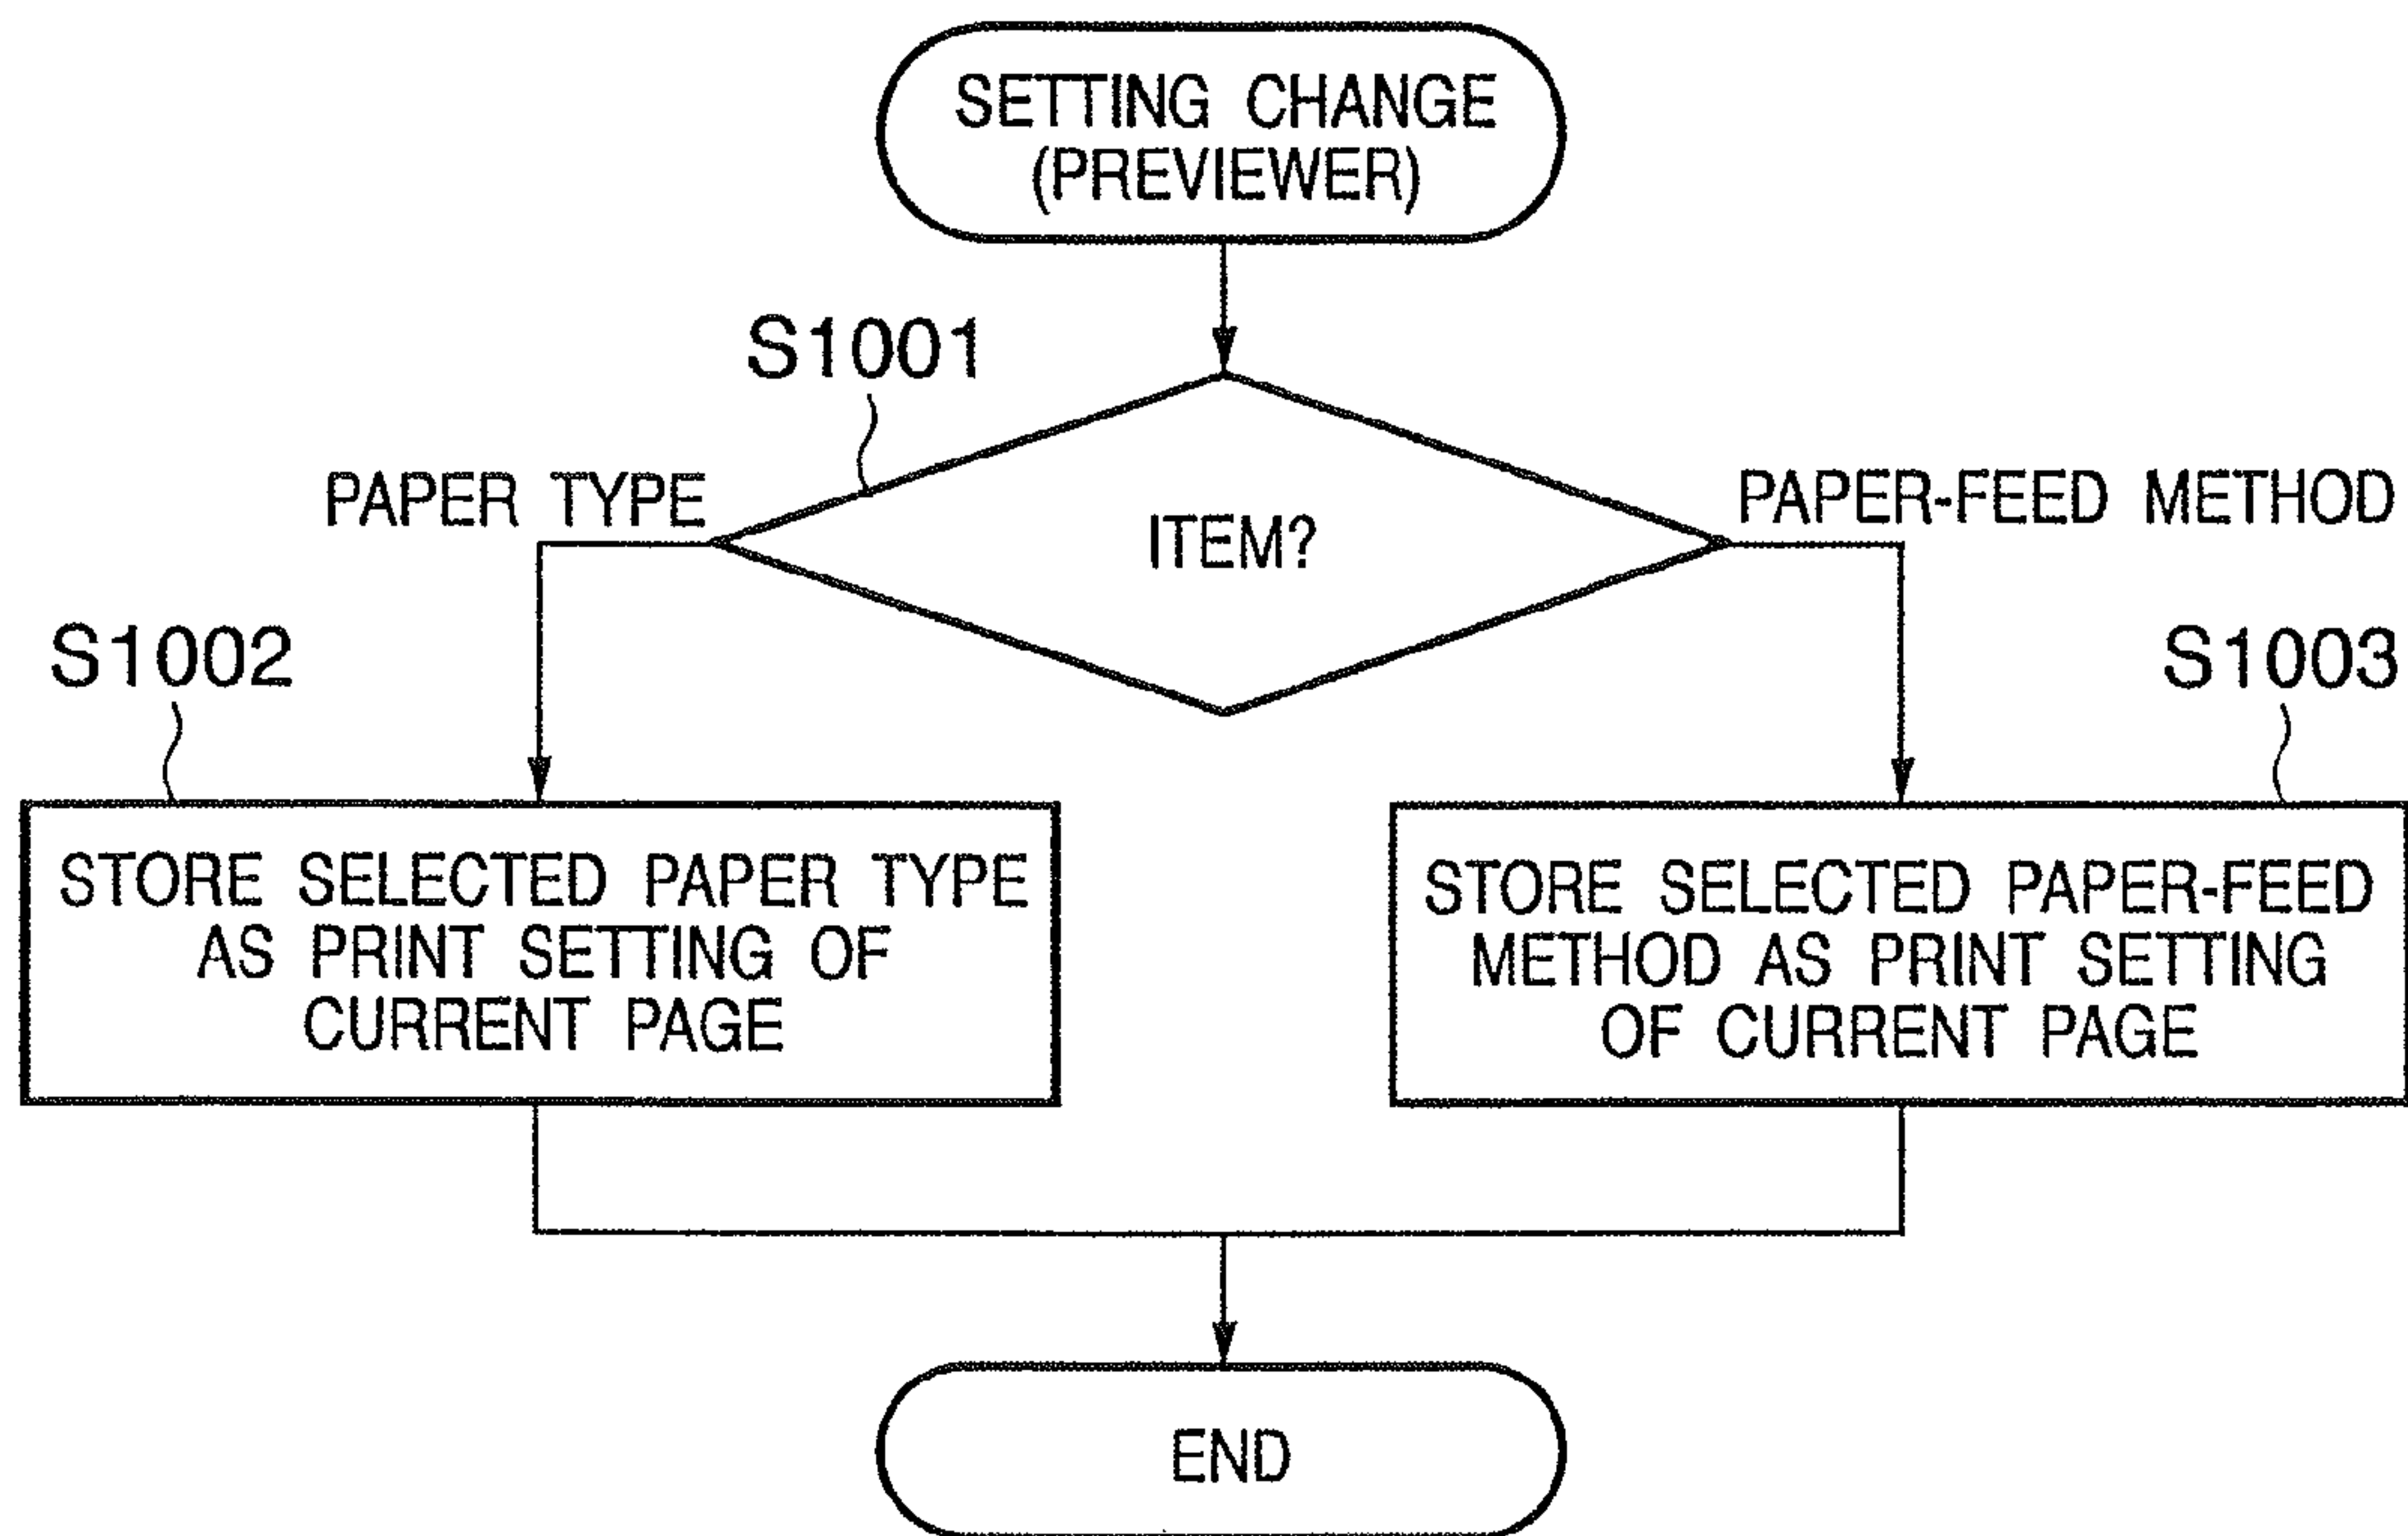 SETTING CHANGE
(PREVIEWER)
S1001
PAPER TYPE
ITEM?
PAPER-FEED METHOD
S1002
S1003
STORE SELECTED PAPER TYPE
AS PRINT SETTING OF
CURRENT PAGE
STORE SELECTED PAPER-FEED
METHOD AS PRINT SETTING
OF CURRENT PAGE
END